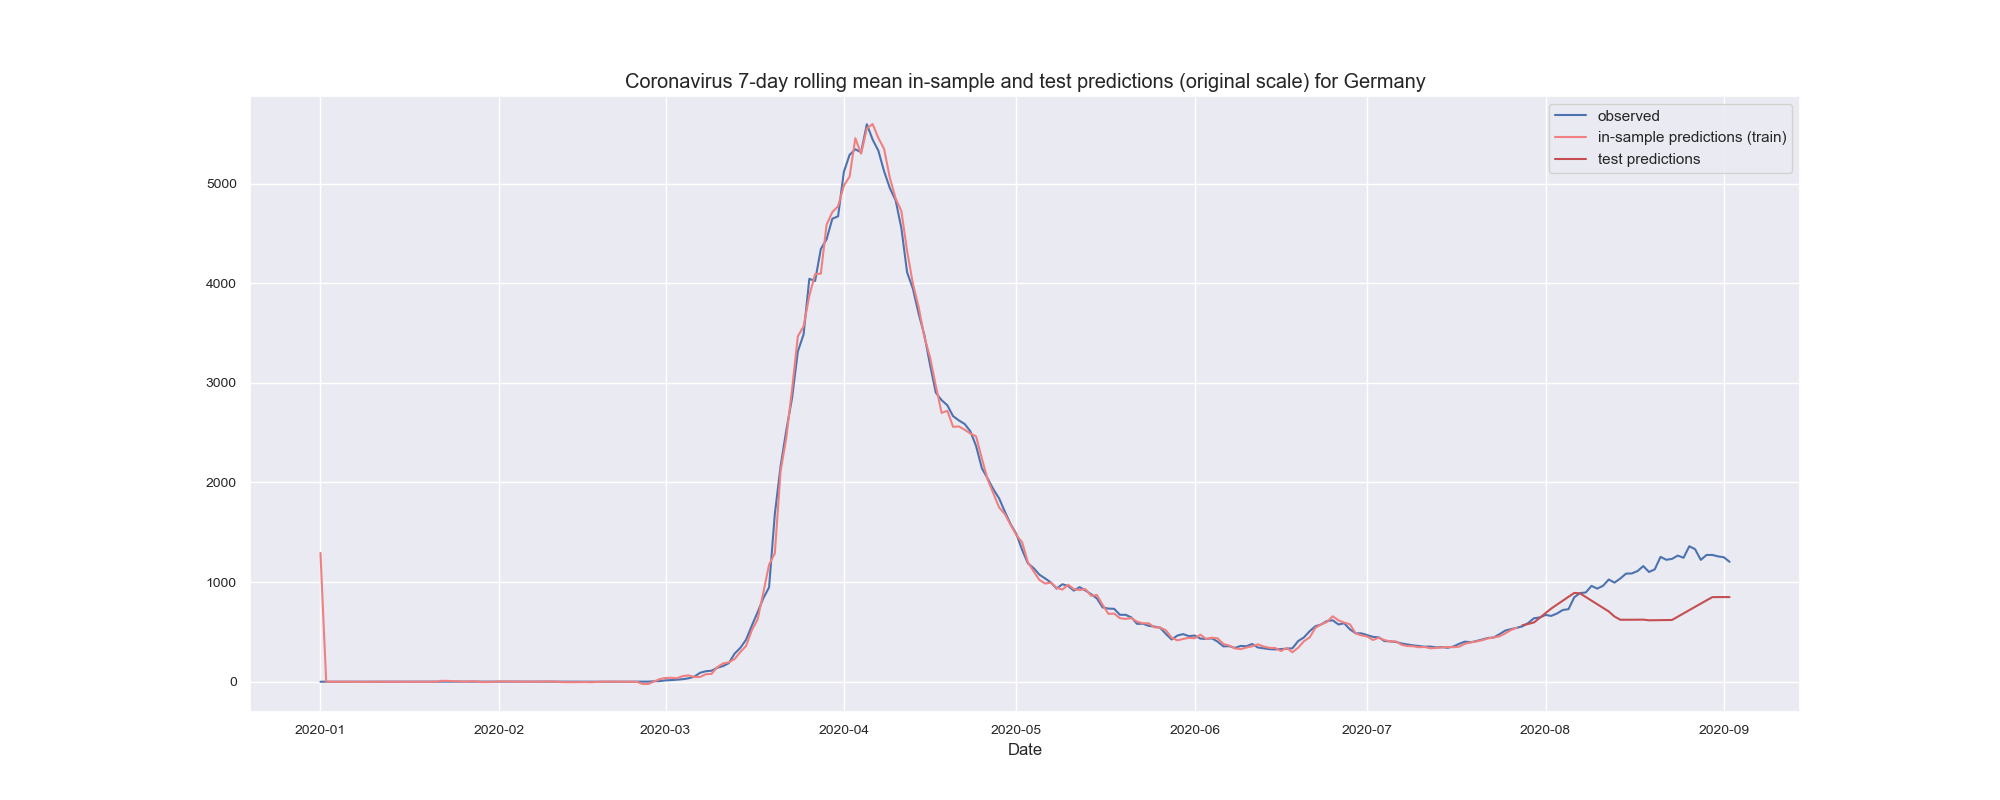 Coronavirus 7-day rolling mean in-sample and test predictions (original scale) for Germany
observed
in-sample predictions (train)
test predictions
5000
4000
3000
2000
1000
0
2020-01 2020-02 2020-03 2020-04 2020-05 2020-06 2020-07 2020-08 2020-09
Date